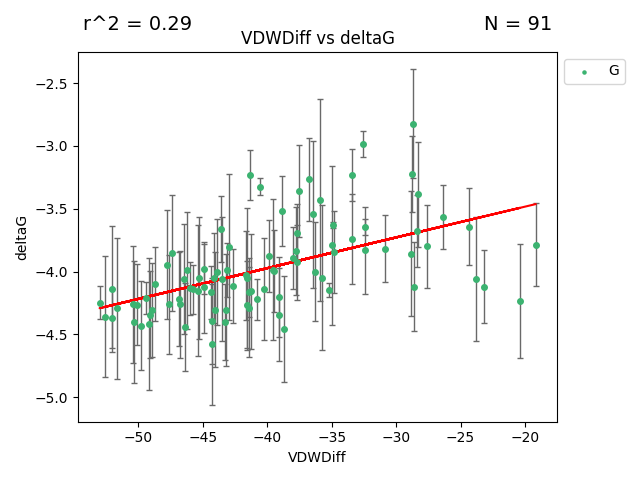 r^2 = 0.29 N = 91
VDWDiff vs deltaG
G
−2.5
−3.0
−3.5
−4.0
−4.5
−5.0
deltaG
−50 −45 −40 −35 −30 −25 −20
VDWDiff